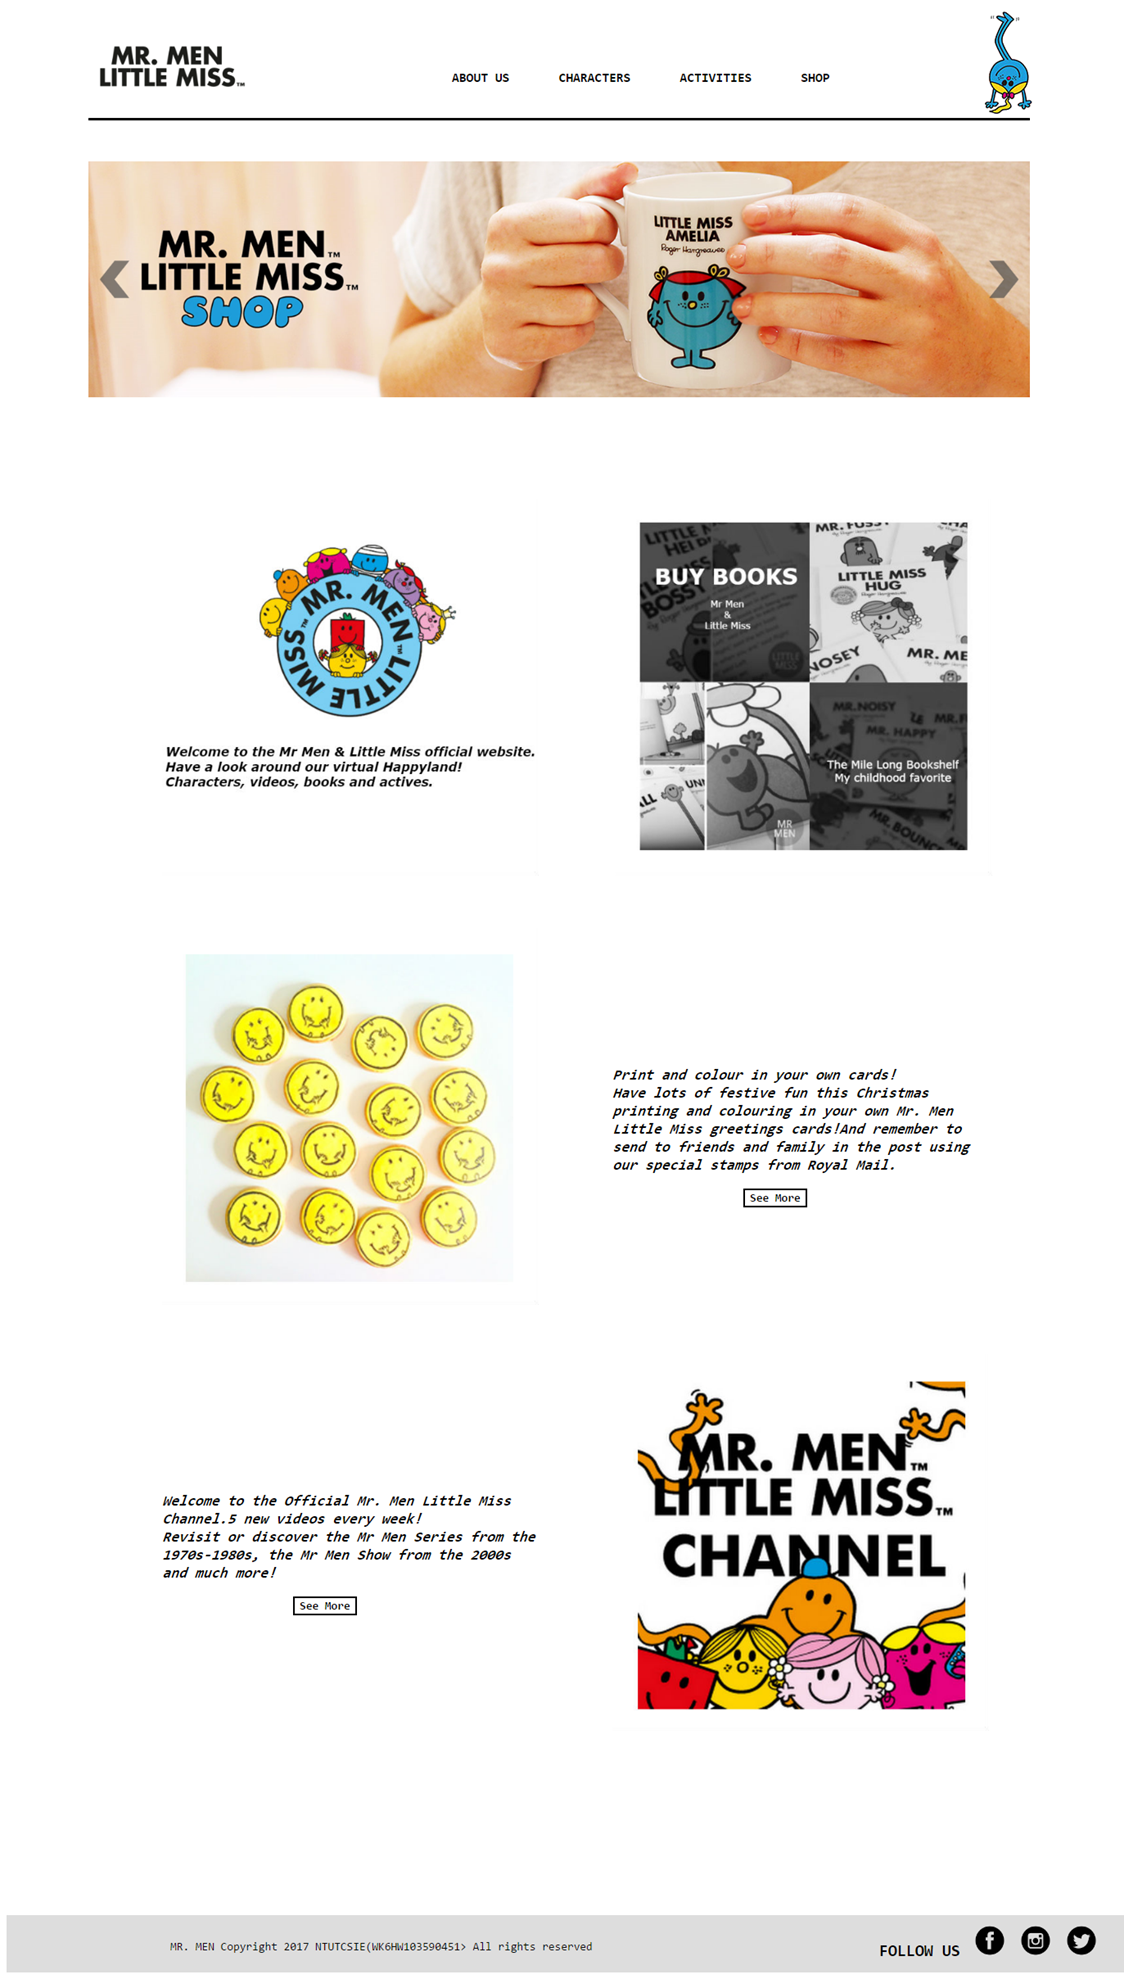 MR. MEN
LITTLE MISS™
ABOUT US CHARACTERS ACTIVITIES SHOP
MR. MEN™
LITTLE MISS™
SHOP
LITTLE MISS
AMELIA
Roger Hargreaves
MR. MEN™ LITTLE MISS™
Welcome to the Mr Men & Little Miss official website.
Have a look around our virtual Happyland!
Characters, videos, books and actives.
BUY BOOKS
Mr Men
&
Little Miss
LITTLE MISS
HUG
NOSEY
MR. ME
MR. NOISY
MR. HAPPY
The Mile Long Bookshelf
My childhood favorite
MR
MEN
MR. BOUNCE
Print and colour in your own cards!
Have lots of festive fun this Christmas
printing and colouring in your own Mr. Men
Little Miss greetings cards!And remember to
send to friends and family in the post using
our special stamps from Royal Mail.
See More
Welcome to the Official Mr. Men Little Miss
Channel.5 new videos every week!
Revisit or discover the Mr Men Series from the
1970s-1980s, the Mr Men Show from the 2000s
and much more!
See More
MR. MEN™
LITTLE MISS™
CHANNEL
MR. MEN Copyright 2017 NTUTCSIE(WK6HW103590451> All rights reserved
FOLLOW US